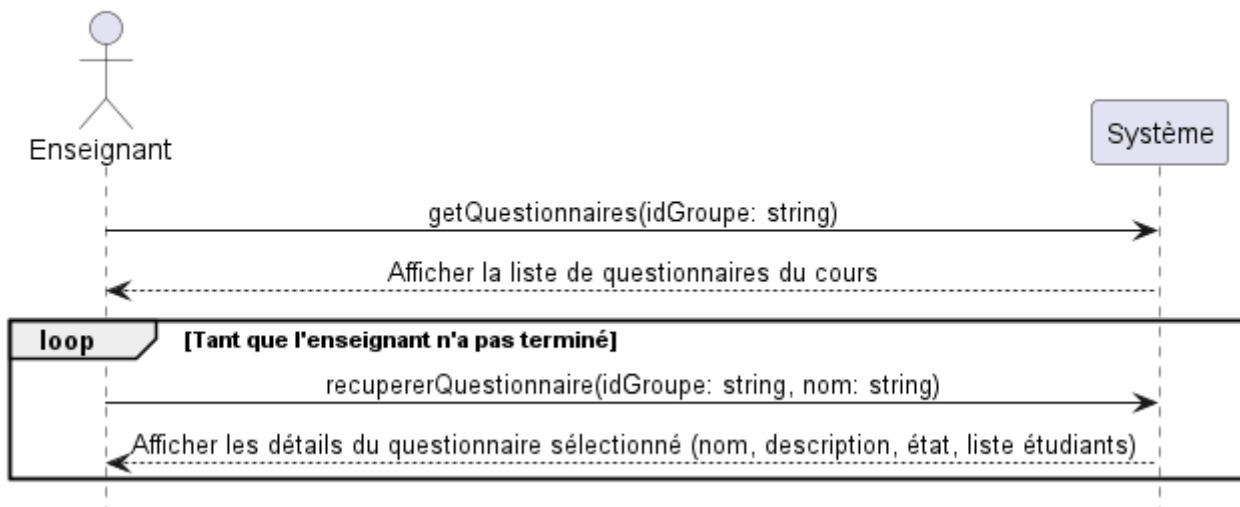 Enseignant
Système
getQuestionnaires(idGroupe: string)
Afficher la liste de questionnaires du cours
loop [Tant que l'enseignant n'a pas terminé]
recupererQuestionnaire(idGroupe: string, nom: string)
Afficher les détails du questionnaire sélectionné (nom, description, état, liste étudiants)